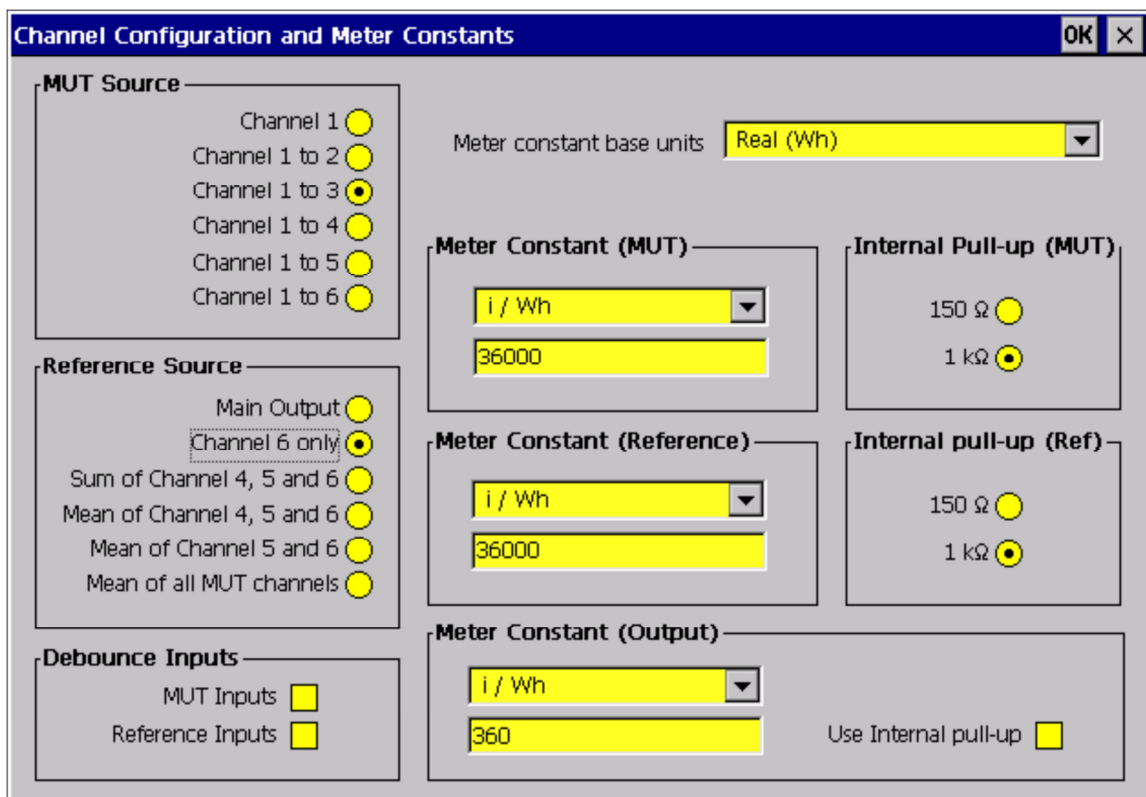 Channel Configuration and Meter Constants
OK
MUT Source
Channel 1
Channel 1 to 2
Channel 1 to 3
Channel 1 to 4
Channel 1 to 5
Channel 1 to 6
Meter constant base units
Real (Wh)
Meter Constant (MUT)
i / Wh
36000
Internal Pull-up (MUT)
150 Ω
1 kΩ
Reference Source
Main Output
Channel 6 only
Sum of Channel 4, 5 and 6
Mean of Channel 4, 5 and 6
Mean of Channel 5 and 6
Mean of all MUT channels
Meter Constant (Reference)
i / Wh
36000
Internal pull-up (Ref)
150 Ω
1 kΩ
Debounce Inputs
MUT Inputs
Reference Inputs
Meter Constant (Output)
i / Wh
360
Use Internal pull-up